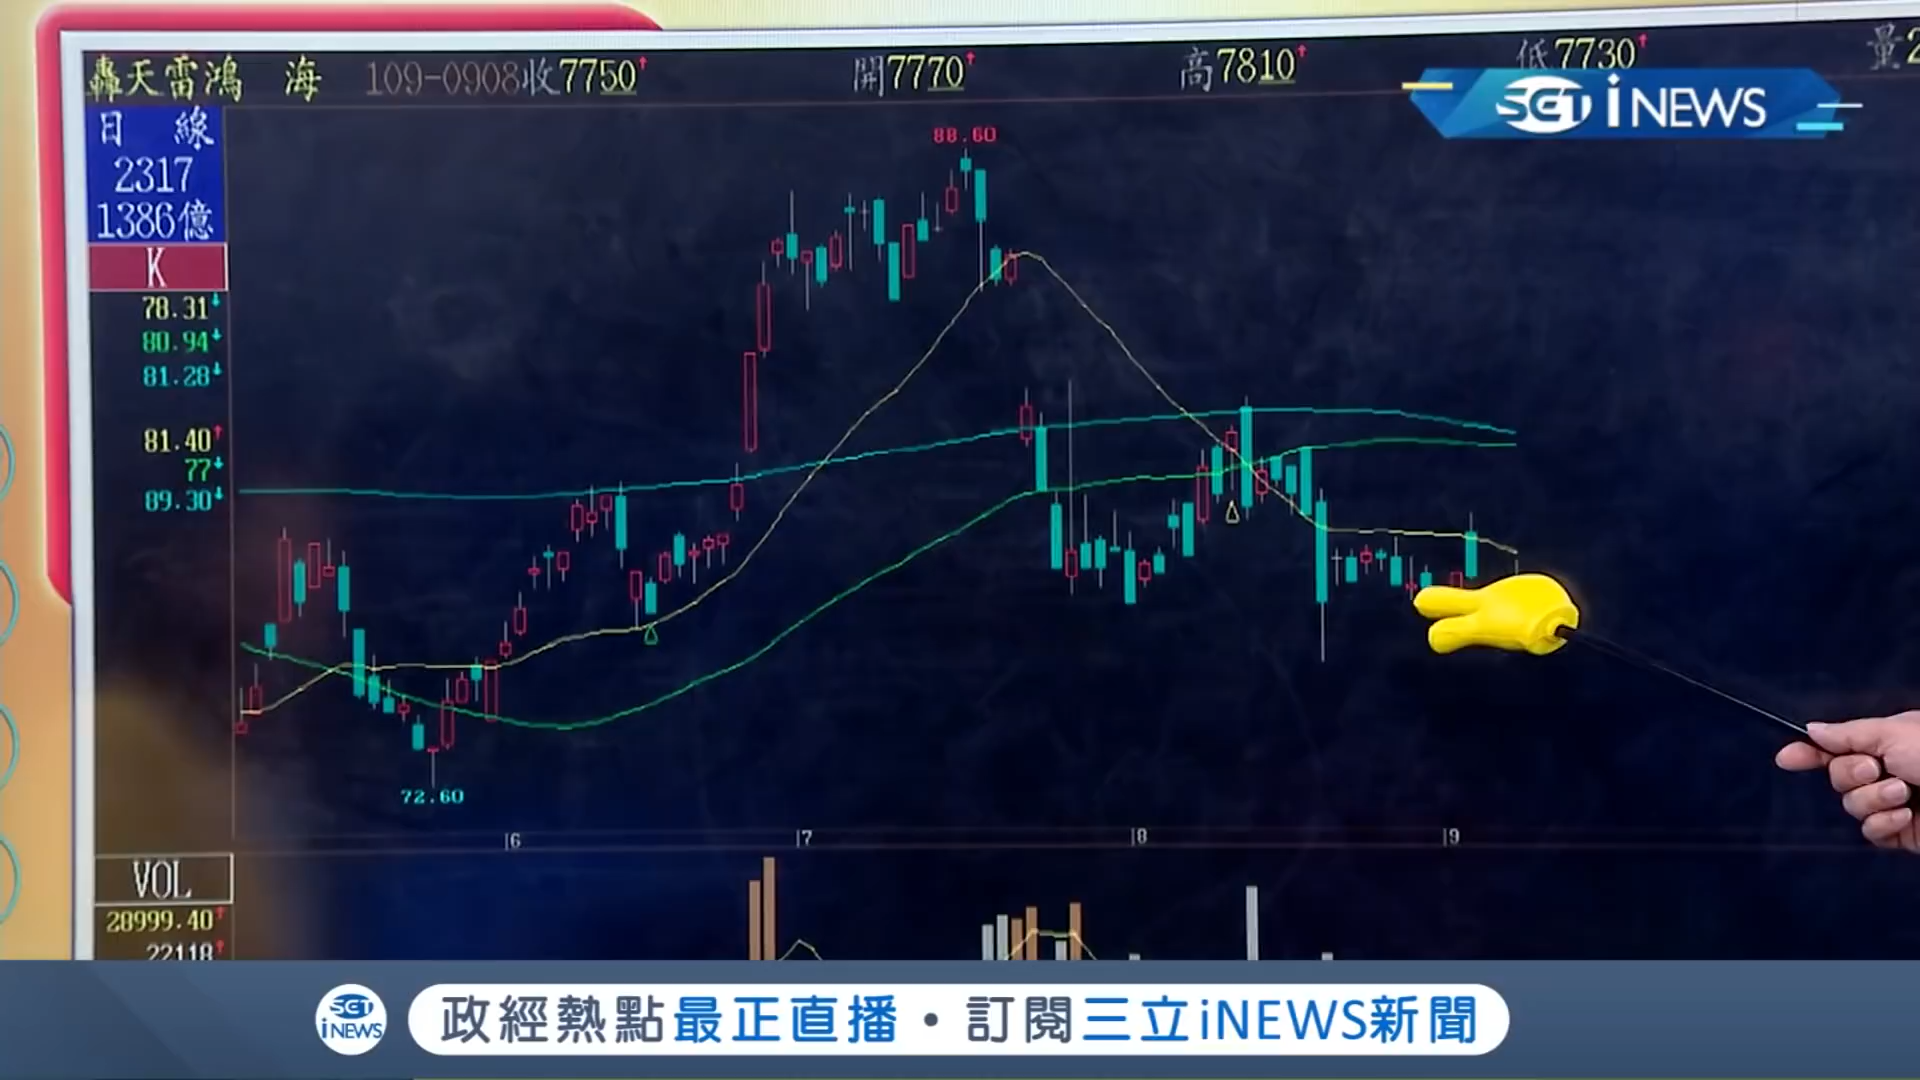 轟天雷鴻 海 109-0908收7750↑ 開7770↑ 高7810↑ 低7730↑ 量2
SET iNEWS
日 線
2317
1386億
K
78.31↓
80.94↓
81.28↓
81.40↑
77↓
89.30↓
88.60
72.60
6 7 8 9
VOL
28999.40↑
22118↑
SET iNEWS
政經熱點最正直播・訂閱三立iNEWS新聞